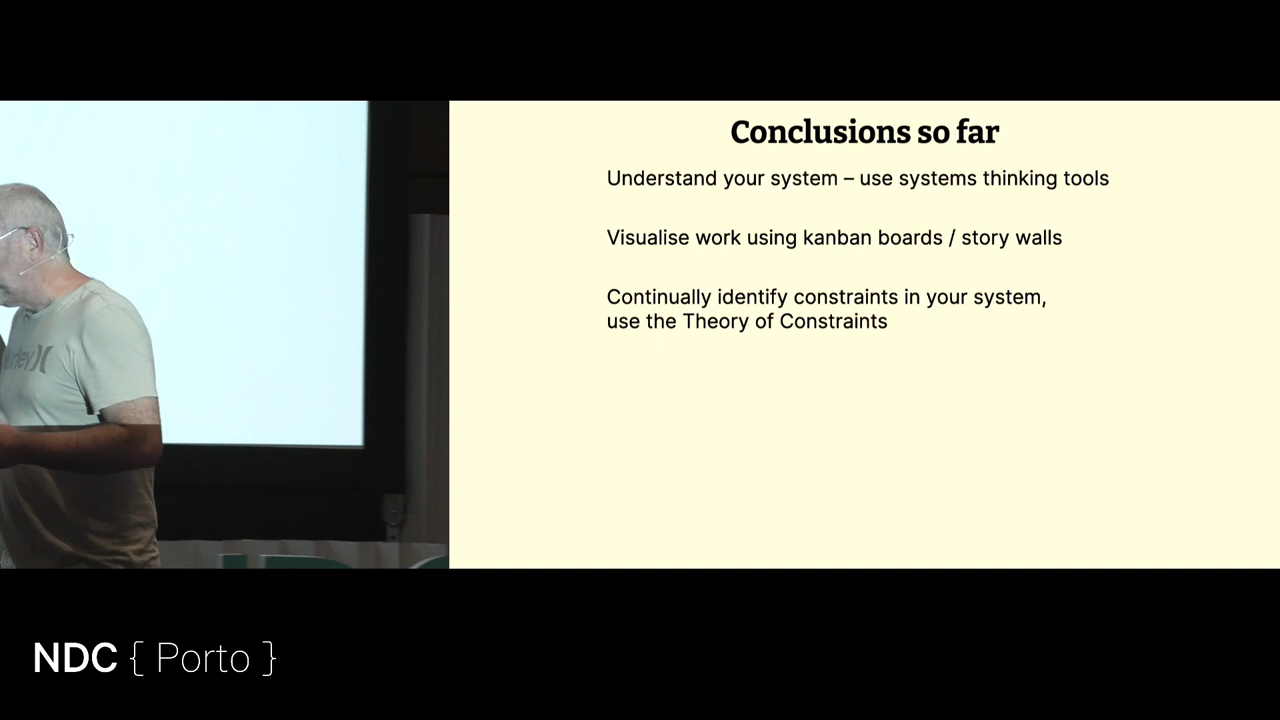 Conclusions so far
Understand your system – use systems thinking tools
Visualise work using kanban boards / story walls
Continually identify constraints in your system,
use the Theory of Constraints
NDC { Porto }